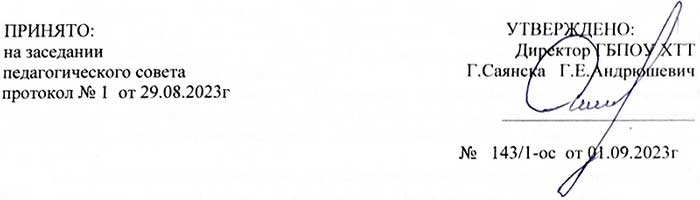 ПРИНЯТО:
на заседании
педагогического совета
протокол № 1 от 29.08.2023г
УТВЕРЖДЕНО:
Директор ГБПОУ ХТТ
Г.Саянска Г.Е.Андрюшевич
№ 143/1-ос от 01.09.2023г